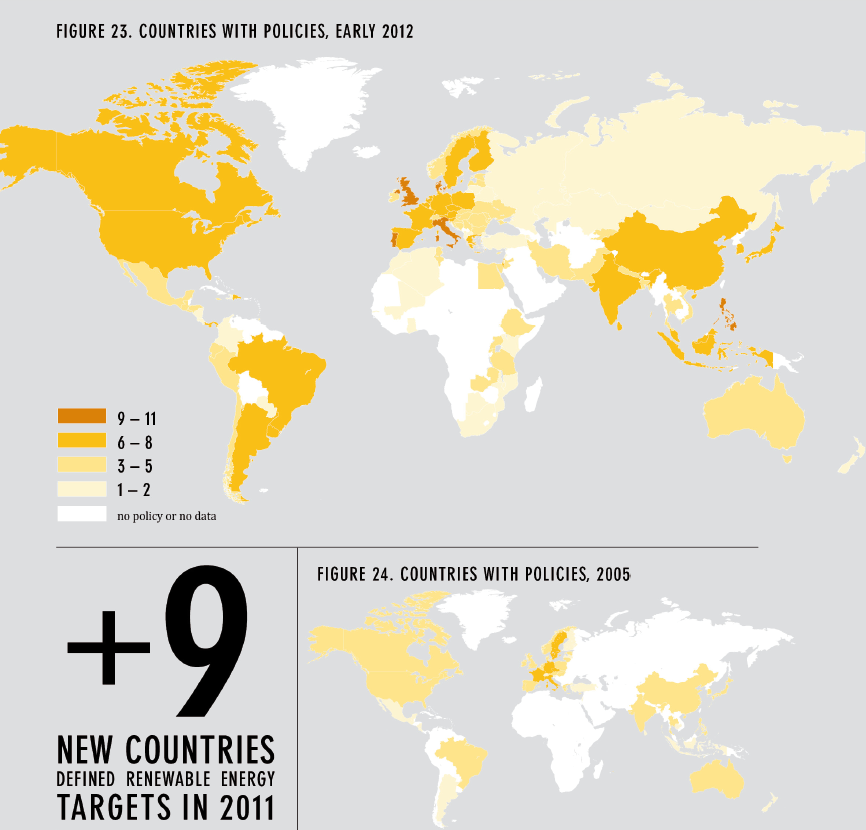 FIGURE 23. COUNTRIES WITH POLICIES, EARLY 2012
9 – 11
6 – 8
3 – 5
1 – 2
no policy or no data
+9
NEW COUNTRIES
DEFINED RENEWABLE ENERGY
TARGETS IN 2011
FIGURE 24. COUNTRIES WITH POLICIES, 2005